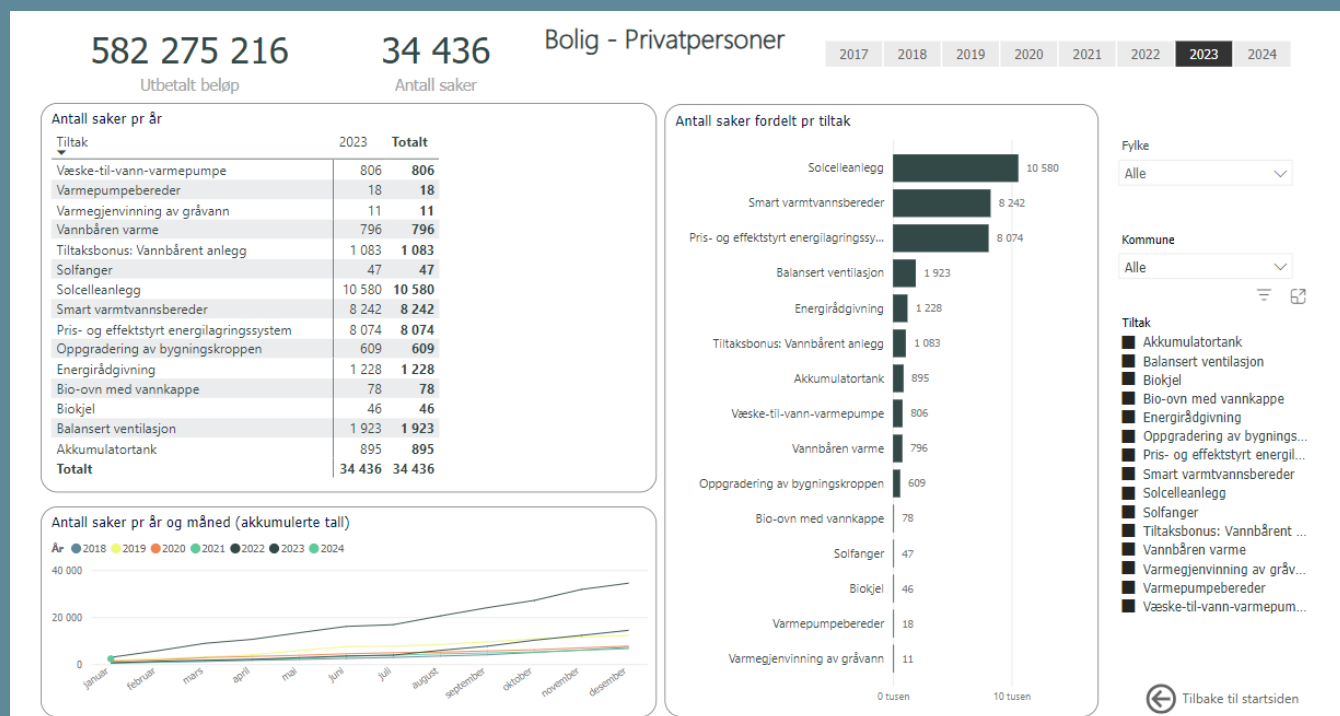 582 275 216
Utbetalt beløp
34 436
Antall saker
Bolig - Privatpersoner
2017 2018 2019 2020 2021 2022 2023 2024
Antall saker pr år
Tiltak 2023 Totalt
Væske-til-vann-varmepumpe 806 806
Varmepumpebereder 18 18
Varmegjenvinning av gråvann 11 11
Vannbåren varme 796 796
Tiltaksbonus: Vannbårent anlegg 1 083 1 083
Solfanger 47 47
Solcelleanlegg 10 580 10 580
Smart varmtvannsbereder 8 242 8 242
Pris- og effektstyrt energilagringssystem 8 074 8 074
Oppgradering av bygningskroppen 609 609
Energirådgivning 1 228 1 228
Bio-ovn med vannkappe 78 78
Biokjel 46 46
Balansert ventilasjon 1 923 1 923
Akkumulatortank 895 895
Totalt 34 436 34 436
Antall saker pr år og måned (akkumulerte tall)
År 2018 2019 2020 2021 2022 2023 2024
40 000
20 000
0
januar februar mars april mai juni juli august september oktober november desember
Antall saker fordelt pr tiltak
Solcelleanlegg 10 580
Smart varmtvannsbereder 8 242
Pris- og effektstyrt energilagringssy... 8 074
Balansert ventilasjon 1 923
Energirådgivning 1 228
Tiltaksbonus: Vannbårent anlegg 1 083
Akkumulatortank 895
Væske-til-vann-varmepumpe 806
Vannbåren varme 796
Oppgradering av bygningskroppen 609
Bio-ovn med vannkappe 78
Solfanger 47
Biokjel 46
Varmepumpebereder 18
Varmegjenvinning av gråvann 11
0 tusen 10 tusen
Fylke
Alle
Kommune
Alle
Tiltak
Akkumulatortank
Balansert ventilasjon
Biokjel
Bio-ovn med vannkappe
Energirådgivning
Oppgradering av bygnings...
Pris- og effektstyrt energil...
Smart varmtvannsbereder
Solcelleanlegg
Solfanger
Tiltaksbonus: Vannbårent ...
Vannbåren varme
Varmegjenvinning av gråv...
Varmepumpebereder
Væske-til-vann-varmepum...
Tilbake til startsiden